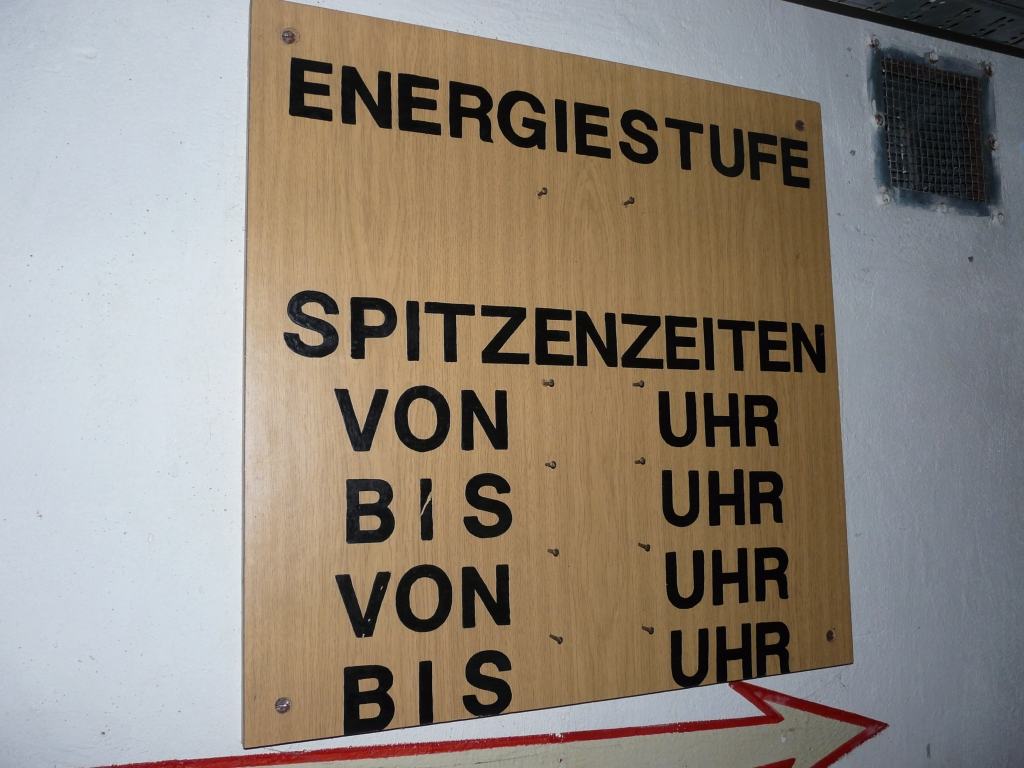 ENERGIESTUFE
SPITZENZEITEN
VON UHR
BIS UHR
VON UHR
BIS UHR